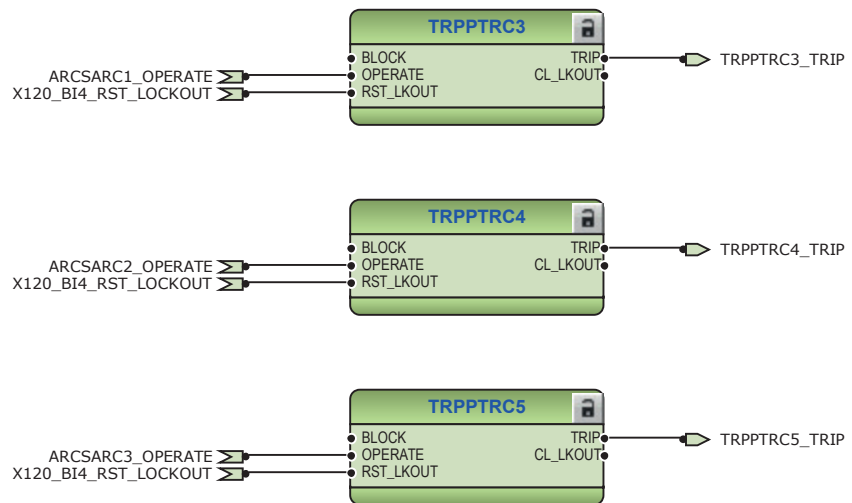 TRPPTRC3
BLOCK
TRIP
TRPPTRC3_TRIP
ARCSARC1_OPERATE
OPERATE
CL_LKOUT
X120_BI4_RST_LOCKOUT
RST_LKOUT
TRPPTRC4
BLOCK
TRIP
TRPPTRC4_TRIP
ARCSARC2_OPERATE
OPERATE
CL_LKOUT
X120_BI4_RST_LOCKOUT
RST_LKOUT
TRPPTRC5
BLOCK
TRIP
TRPPTRC5_TRIP
ARCSARC3_OPERATE
OPERATE
CL_LKOUT
X120_BI4_RST_LOCKOUT
RST_LKOUT